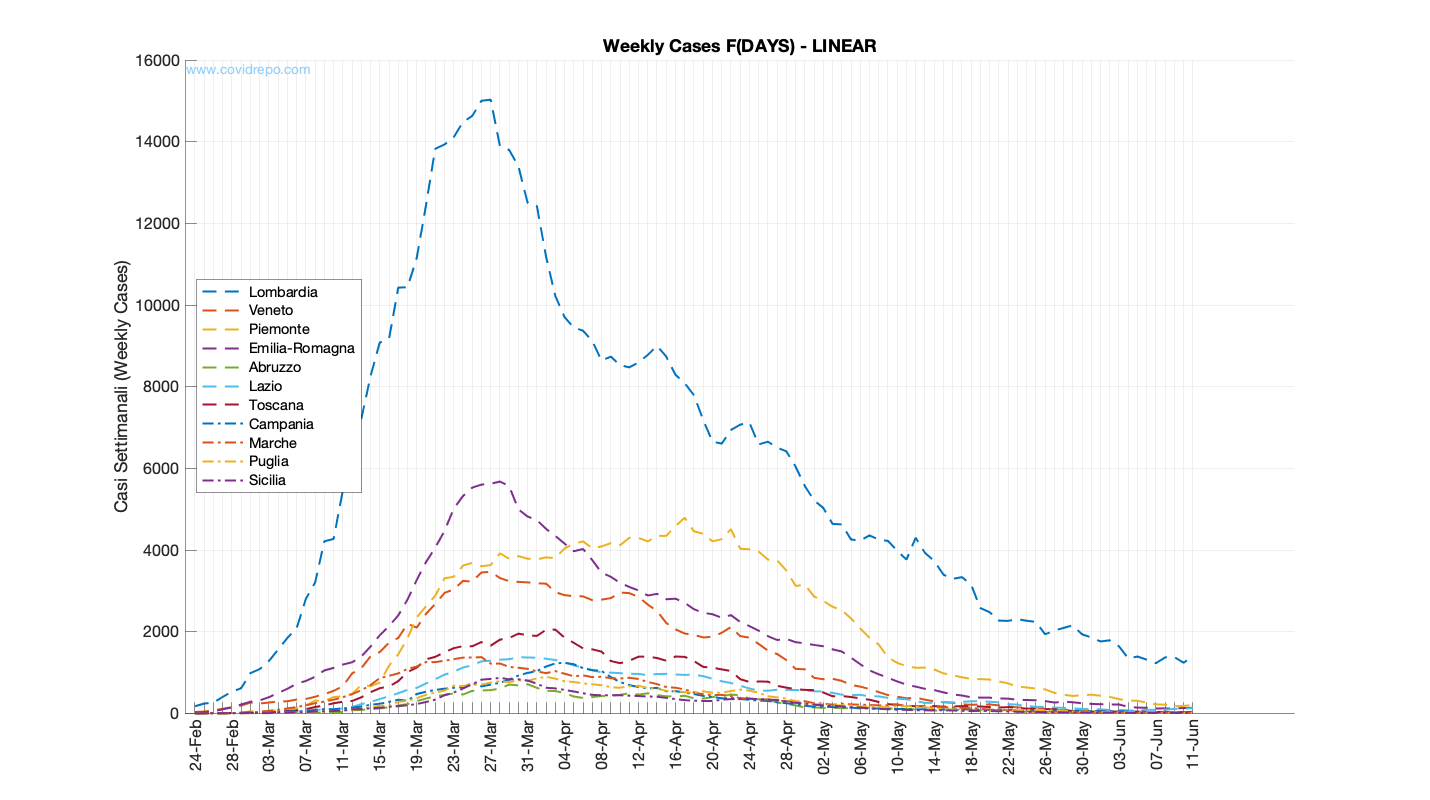 Weekly Cases F(DAYS) - LINEAR
www.covidrepo.com
16000
14000
12000
10000
8000
6000
4000
2000
0
Casi Settimanali (Weekly Cases)
Lombardia
Veneto
Piemonte
Emilia-Romagna
Abruzzo
Lazio
Toscana
Campania
Marche
Puglia
Sicilia
24-Feb
28-Feb
03-Mar
07-Mar
11-Mar
15-Mar
19-Mar
23-Mar
27-Mar
31-Mar
04-Apr
08-Apr
12-Apr
16-Apr
20-Apr
24-Apr
28-Apr
02-May
06-May
10-May
14-May
18-May
22-May
26-May
30-May
03-Jun
07-Jun
11-Jun